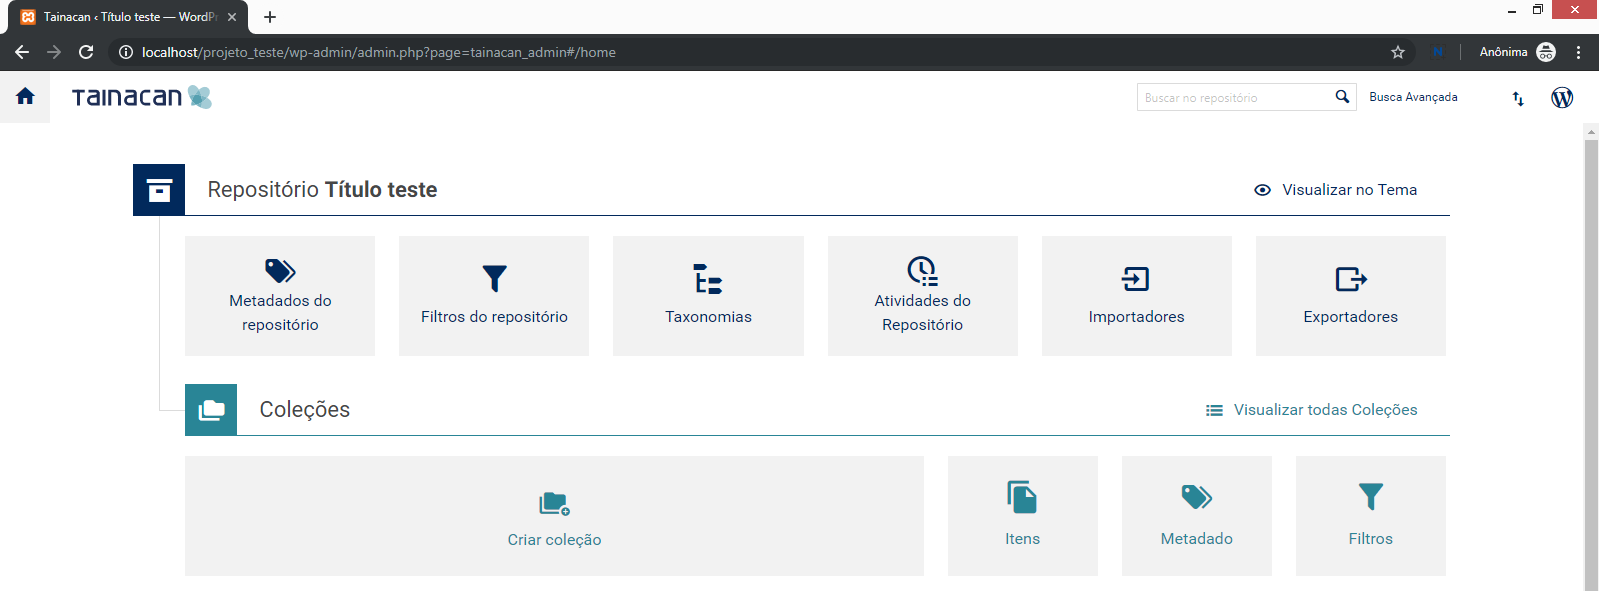 Tainacan ‹ Título teste — WordPr
localhost/projeto_teste/wp-admin/admin.php?page=tainacan_admin#/home
Anônima
TAINACAN
Buscar no repositório
Busca Avançada
Repositório Título teste
Visualizar no Tema
Metadados do
repositório
Filtros do repositório
Taxonomias
Atividades do
Repositório
Importadores
Exportadores
Coleções
Visualizar todas Coleções
Criar coleção
Itens
Metadado
Filtros